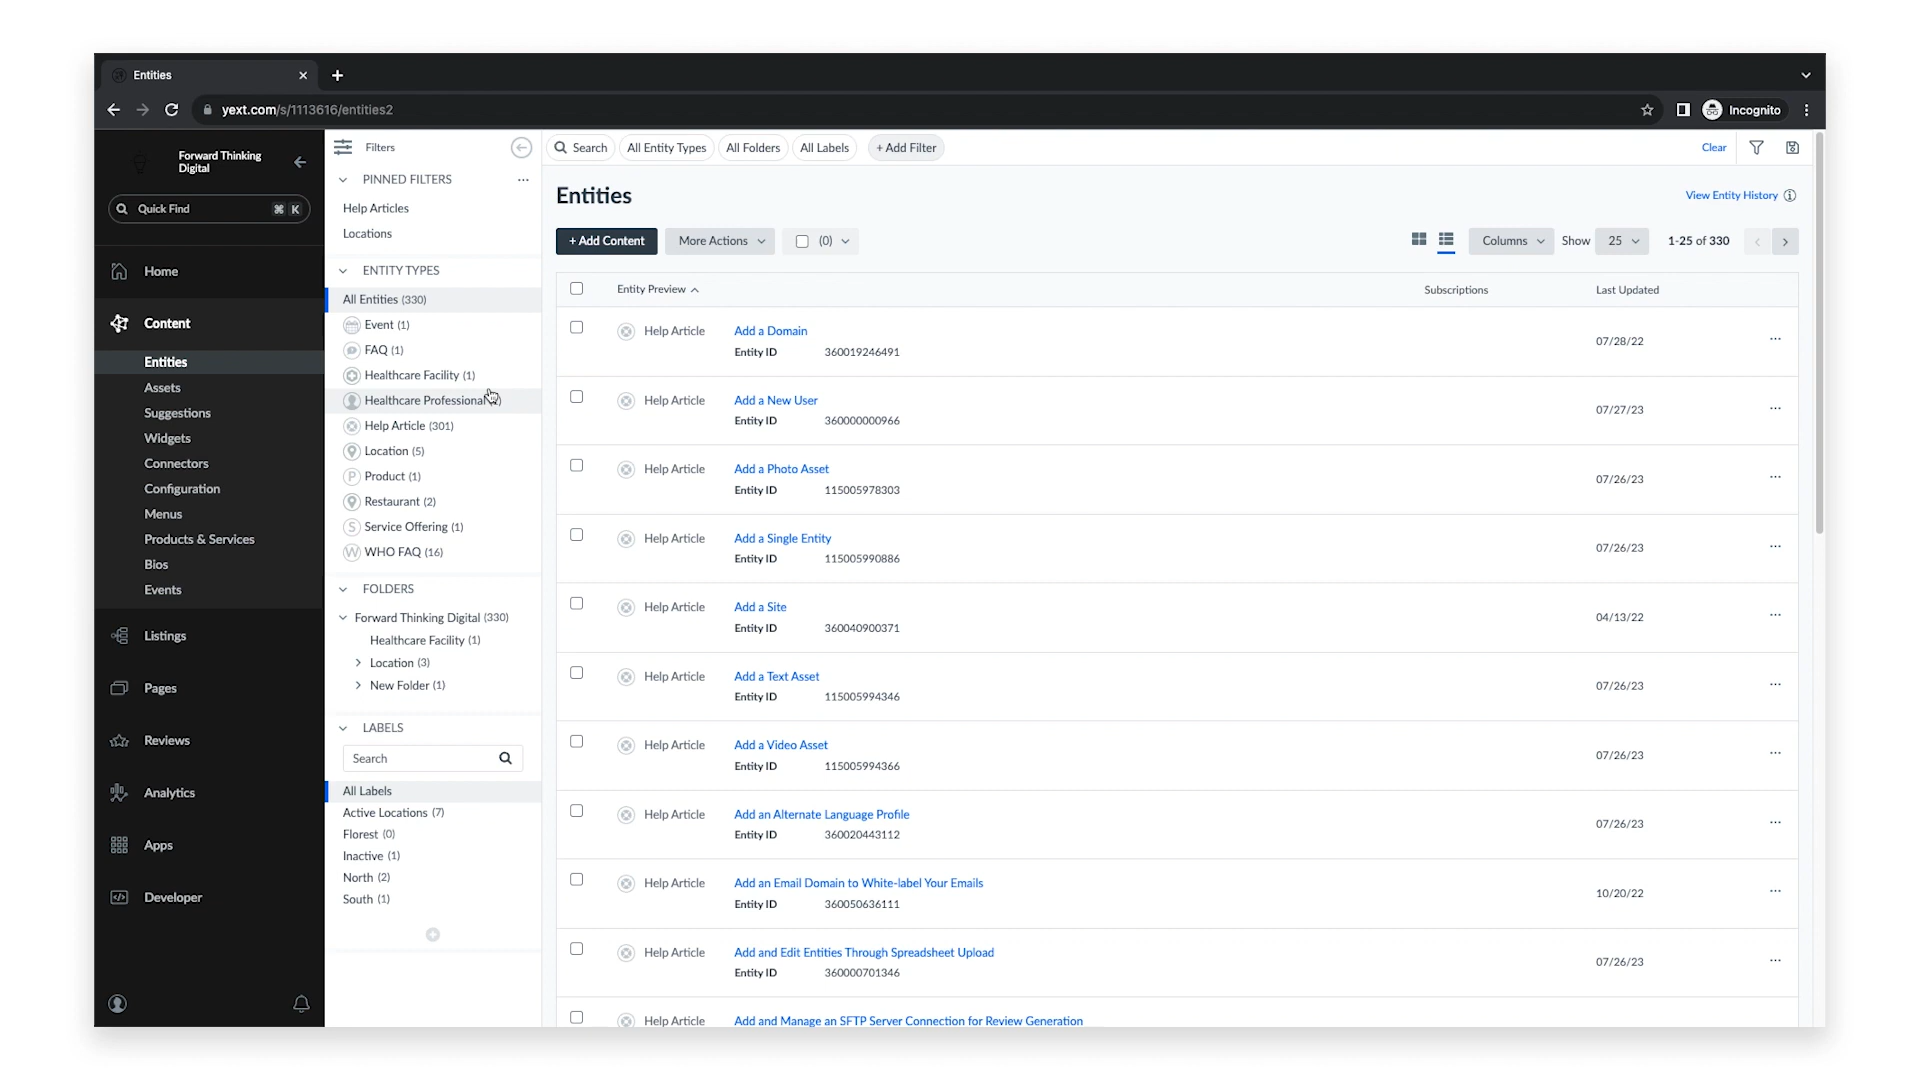 Entities
yext.com/s/1113616/entities2
Incognito
Forward Thinking
Digital
Quick Find
⌘ K
Home
Content
Entities
Assets
Suggestions
Widgets
Connectors
Configuration
Menus
Products & Services
Bios
Events
Listings
Pages
Reviews
Analytics
Apps
Developer
Filters
PINNED FILTERS
Help Articles
Locations
ENTITY TYPES
All Entities (330)
Event (1)
FAQ (1)
Healthcare Facility (1)
Healthcare Professional
Help Article (301)
Location (5)
P Product (1)
Restaurant (2)
S Service Offering (1)
W WHO FAQ (16)
FOLDERS
Forward Thinking Digital (330)
Healthcare Facility (1)
Location (3)
New Folder (1)
LABELS
Search
All Labels
Active Locations (7)
Florest (0)
Inactive (1)
North (2)
South (1)
Search All Entity Types All Folders All Labels + Add Filter Clear
Entities
View Entity History
+ Add Content More Actions (0) Columns Show 25 1-25 of 330
Entity Preview Subscriptions Last Updated
Help Article Add a Domain
Entity ID 360019246491
07/28/22
Help Article Add a New User
Entity ID 360000000966
07/27/23
Help Article Add a Photo Asset
Entity ID 115005978303
07/26/23
Help Article Add a Single Entity
Entity ID 115005990886
07/26/23
Help Article Add a Site
Entity ID 360040900371
04/13/22
Help Article Add a Text Asset
Entity ID 115005994346
07/26/23
Help Article Add a Video Asset
Entity ID 115005994366
07/26/23
Help Article Add an Alternate Language Profile
Entity ID 360020443112
07/26/23
Help Article Add an Email Domain to White-label Your Emails
Entity ID 360050636111
10/20/22
Help Article Add and Edit Entities Through Spreadsheet Upload
Entity ID 360000701346
07/26/23
Help Article Add and Manage an SFTP Server Connection for Review Generation